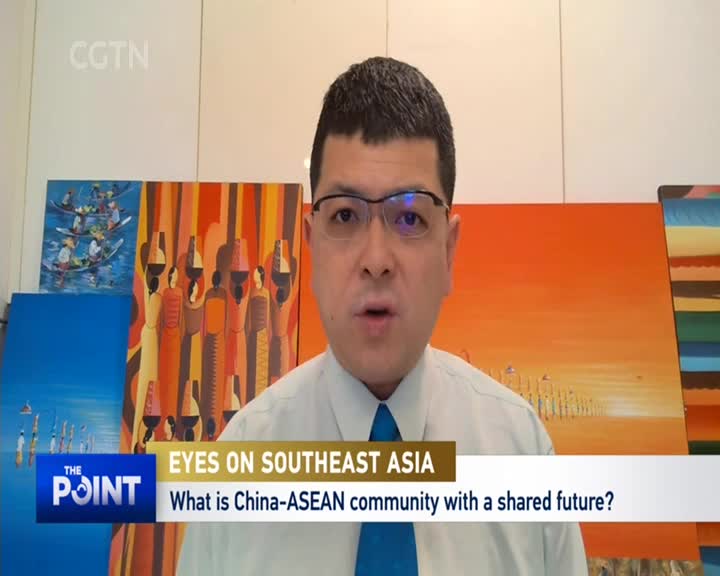 CGTN
EYES ON SOUTHEAST ASIA
THE
POINT
What is China-ASEAN community with a shared future?